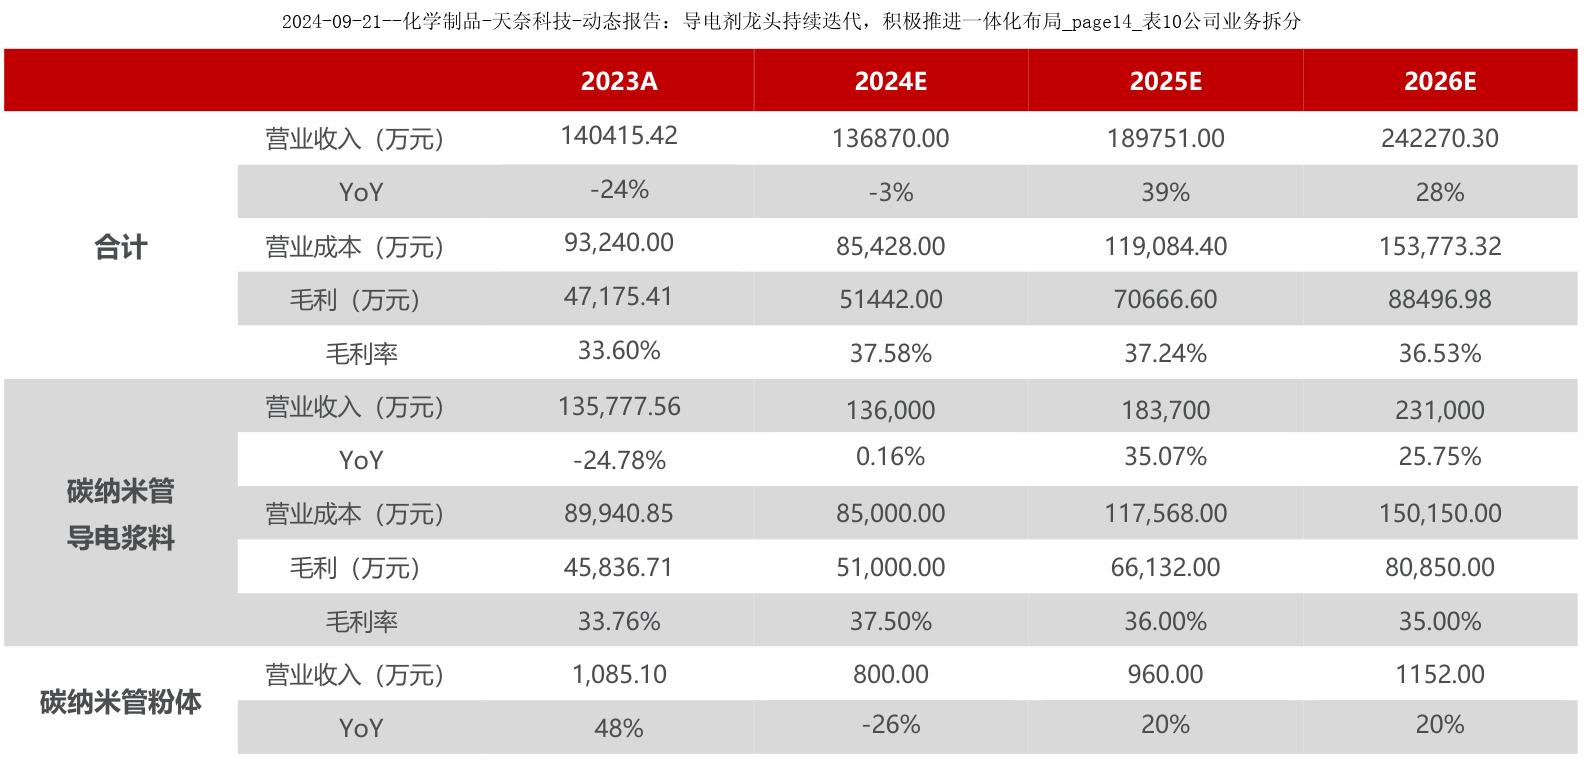 2024-09-21--化学制品-天奈科技-动态报告：导电剂龙头持续迭代，积极推进一体化布局_page14_表10公司业务拆分
2023A 2024E 2025E 2026E
合计
营业收入（万元） 140415.42 136870.00 189751.00 242270.30
YoY -24% -3% 39% 28%
营业成本（万元） 93,240.00 85,428.00 119,084.40 153,773.32
毛利（万元） 47,175.41 51442.00 70666.60 88496.98
毛利率 33.60% 37.58% 37.24% 36.53%
碳纳米管
导电浆料
营业收入（万元） 135,777.56 136,000 183,700 231,000
YoY -24.78% 0.16% 35.07% 25.75%
营业成本（万元） 89,940.85 85,000.00 117,568.00 150,150.00
毛利（万元） 45,836.71 51,000.00 66,132.00 80,850.00
毛利率 33.76% 37.50% 36.00% 35.00%
碳纳米管粉体
营业收入（万元） 1,085.10 800.00 960.00 1152.00
YoY 48% -26% 20% 20%